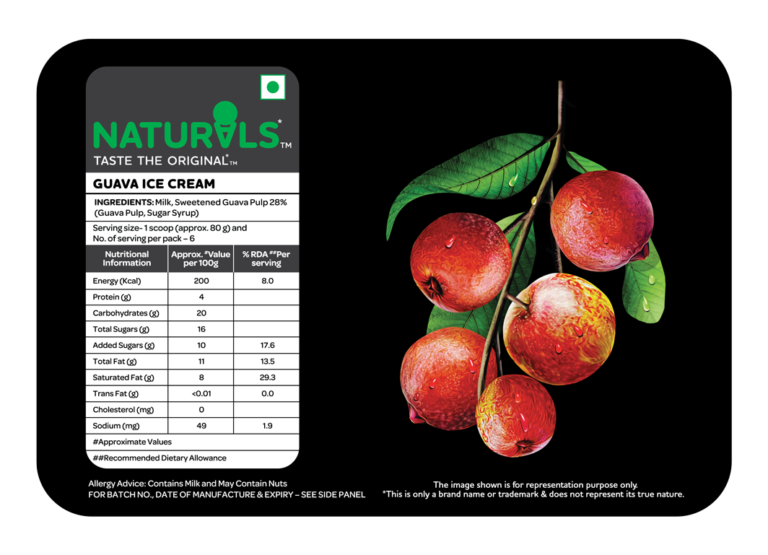 NATURALS*™
TASTE THE ORIGINAL*™
GUAVA ICE CREAM
INGREDIENTS: Milk, Sweetened Guava Pulp 28%
(Guava Pulp, Sugar Syrup)
Serving size- 1 scoop (approx. 80 g) and
No. of serving per pack – 6
Nutritional Information Approx. #Value per 100g % RDA ##Per serving
Energy (Kcal) 200 8.0
Protein (g) 4
Carbohydrates (g) 20
Total Sugars (g) 16
Added Sugars (g) 10 17.6
Total Fat (g) 11 13.5
Saturated Fat (g) 8 29.3
Trans Fat (g) <0.01 0.0
Cholesterol (mg) 0
Sodium (mg) 49 1.9
#Approximate Values
##Recommended Dietary Allowance
Allergy Advice: Contains Milk and May Contain Nuts
FOR BATCH NO., DATE OF MANUFACTURE & EXPIRY – SEE SIDE PANEL
The image shown is for representation purpose only.
*This is only a brand name or trademark & does not represent its true nature.